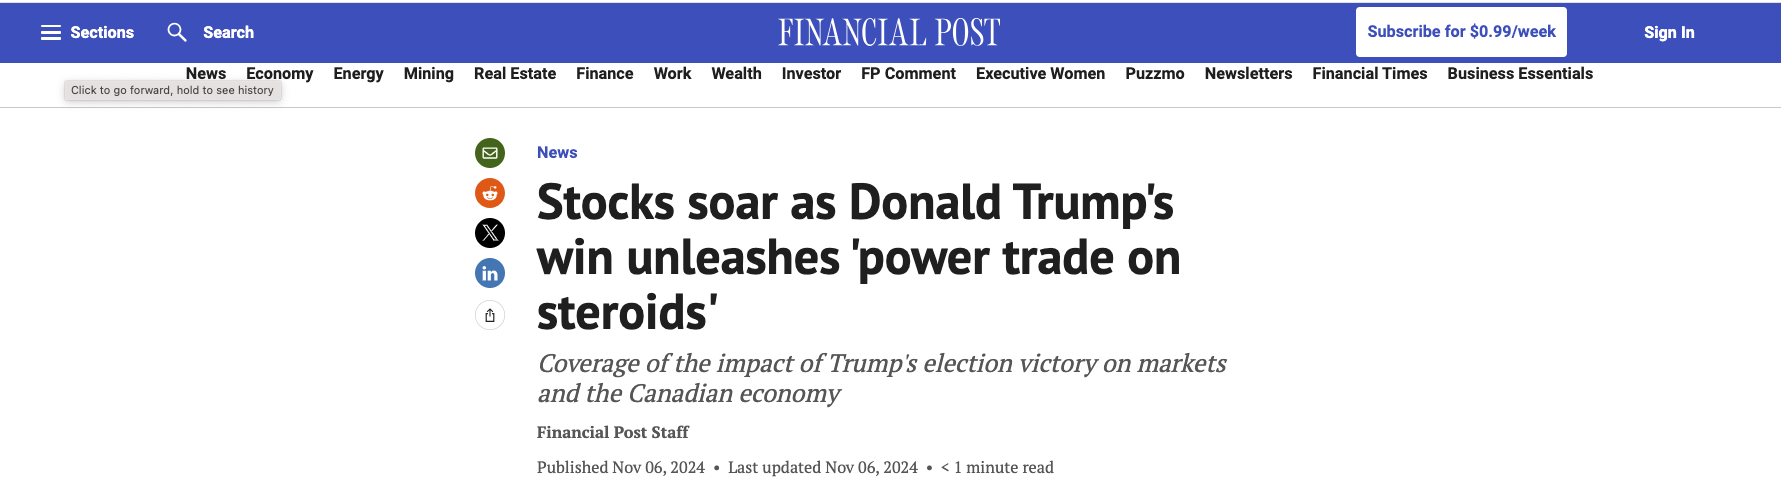 Sections Search FINANCIAL POST Subscribe for $0.99/week Sign In
News Economy Energy Mining Real Estate Finance Work Wealth Investor FP Comment Executive Women Puzzmo Newsletters Financial Times Business Essentials
Click to go forward, hold to see history
News
Stocks soar as Donald Trump's
win unleashes 'power trade on
steroids'
Coverage of the impact of Trump's election victory on markets
and the Canadian economy
Financial Post Staff
Published Nov 06, 2024 • Last updated Nov 06, 2024 • < 1 minute read